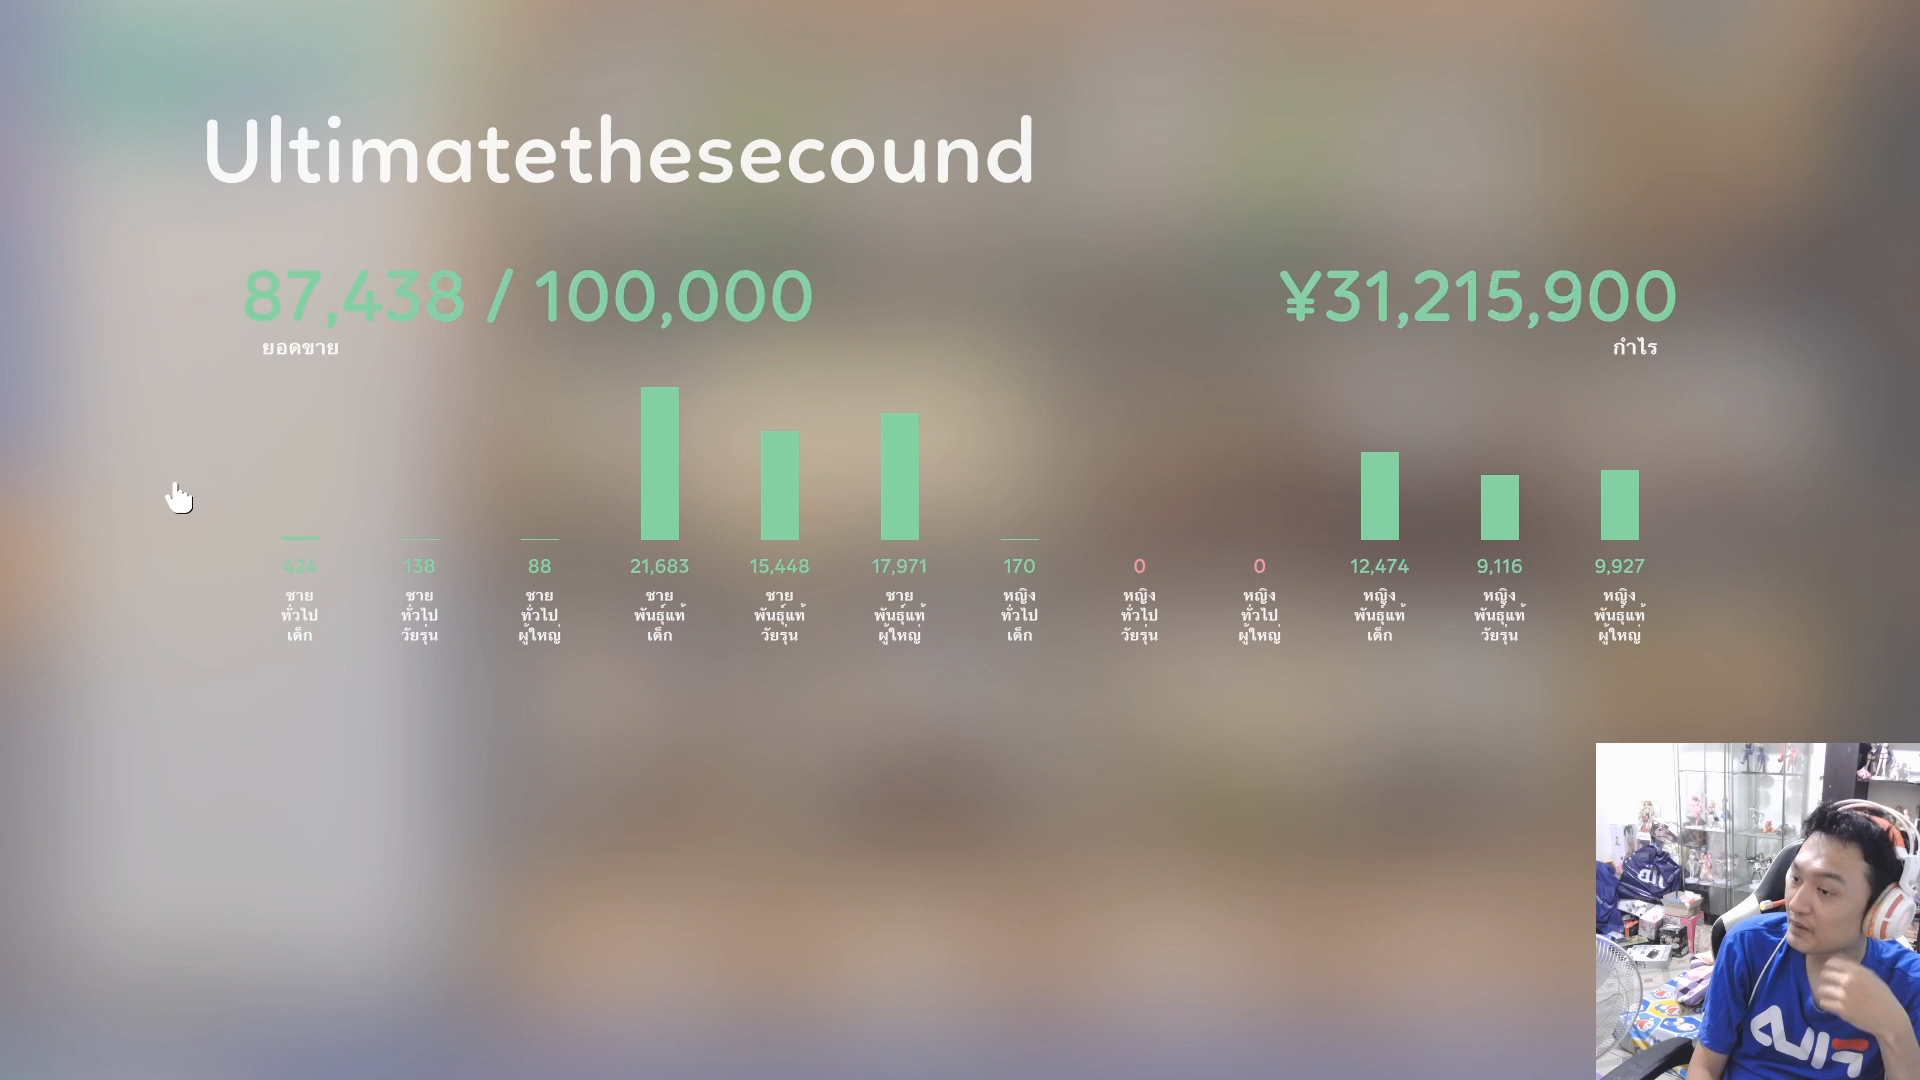 Ultimatethesecound
87,438 / 100,000
ยอดขาย
¥31,215,900
กำไร
424
138
88
21,683
15,448
17,971
170
0
0
12,474
9,116
9,927
ชาย
ทั่วไป
เด็ก
ชาย
ทั่วไป
วัยรุ่น
ชาย
ทั่วไป
ผู้ใหญ่
ชาย
พันธุ์แท้
เด็ก
ชาย
พันธุ์แท้
วัยรุ่น
ชาย
พันธุ์แท้
ผู้ใหญ่
หญิง
ทั่วไป
เด็ก
หญิง
ทั่วไป
วัยรุ่น
หญิง
ทั่วไป
ผู้ใหญ่
หญิง
พันธุ์แท้
เด็ก
หญิง
พันธุ์แท้
วัยรุ่น
หญิง
พันธุ์แท้
ผู้ใหญ่